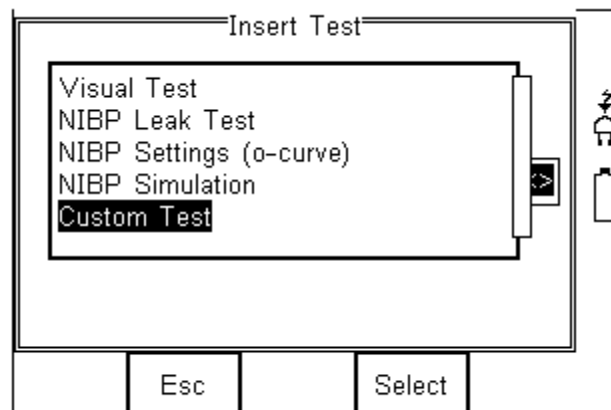 Insert Test
Visual Test
NIBP Leak Test
NIBP Settings (o-curve)
NIBP Simulation
Custom Test
<>
Esc
Select